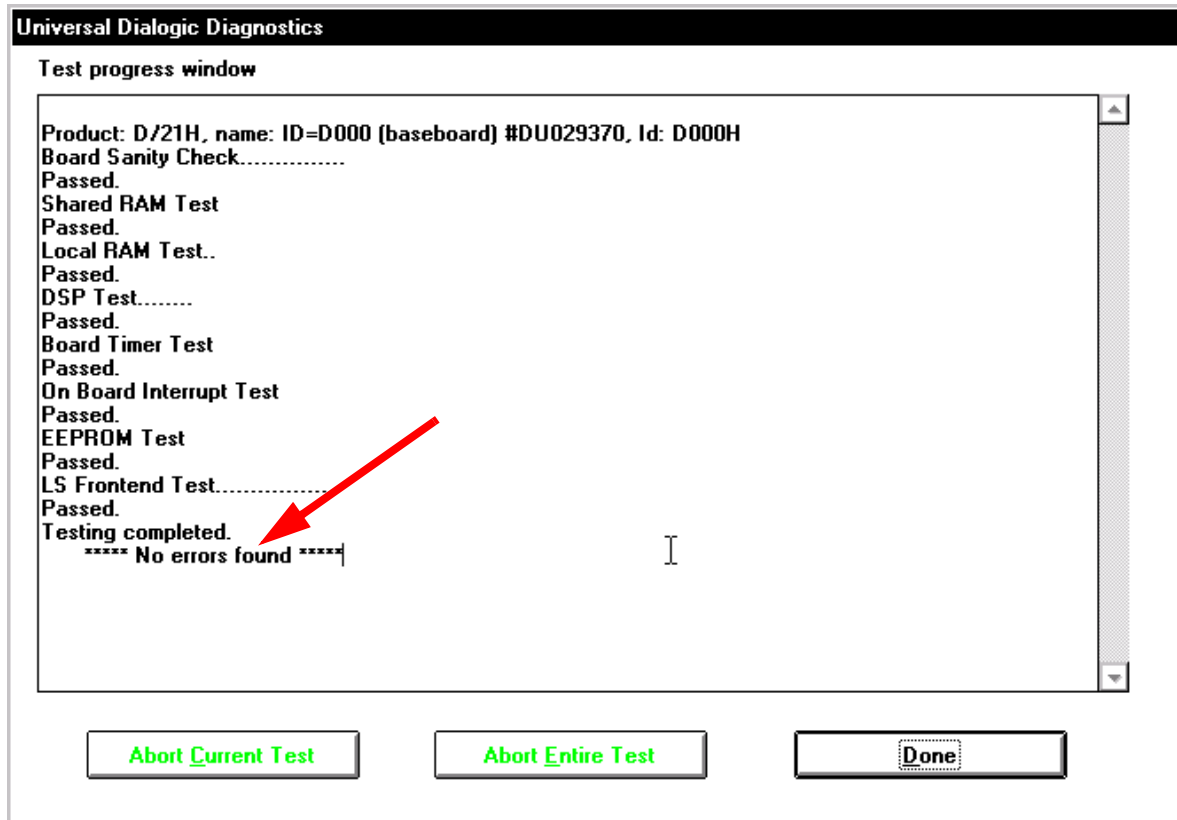 Universal Dialogic Diagnostics
Test progress window
Product: D/21H, name: ID=D000 (baseboard) #DU029370, Id: D000H
Board Sanity Check...............
Passed.
Shared RAM Test
Passed.
Local RAM Test..
Passed.
DSP Test........
Passed.
Board Timer Test
Passed.
On Board Interrupt Test
Passed.
EEPROM Test
Passed.
LS Frontend Test................
Passed.
Testing completed.
***** No errors found *****
Abort Current Test Abort Entire Test Done